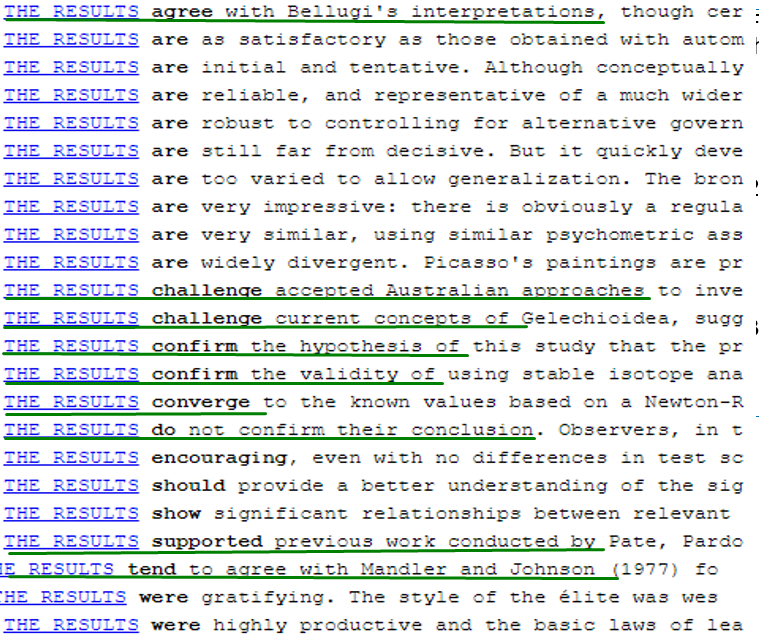 THE RESULTS agree with Bellugi's interpretations, though cer
THE RESULTS are as satisfactory as those obtained with autom
THE RESULTS are initial and tentative. Although conceptually
THE RESULTS are reliable, and representative of a much wider
THE RESULTS are robust to controlling for alternative govern
THE RESULTS are still far from decisive. But it quickly deve
THE RESULTS are too varied to allow generalization. The bron
THE RESULTS are very impressive: there is obviously a regula
THE RESULTS are very similar, using similar psychometric ass
THE RESULTS are widely divergent. Picasso's paintings are pr
THE RESULTS challenge accepted Australian approaches to inve
THE RESULTS challenge current concepts of Gelechioidea, sugg
THE RESULTS confirm the hypothesis of this study that the pr
THE RESULTS confirm the validity of using stable isotope ana
THE RESULTS converge to the known values based on a Newton-R
THE RESULTS do not confirm their conclusion. Observers, in t
THE RESULTS encouraging, even with no differences in test sc
THE RESULTS should provide a better understanding of the sig
THE RESULTS show significant relationships between relevant
THE RESULTS supported previous work conducted by Pate, Pardo
HE RESULTS tend to agree with Mandler and Johnson (1977) fo
THE RESULTS were gratifying. The style of the élite was wes
THE RESULTS were highly productive and the basic laws of lea